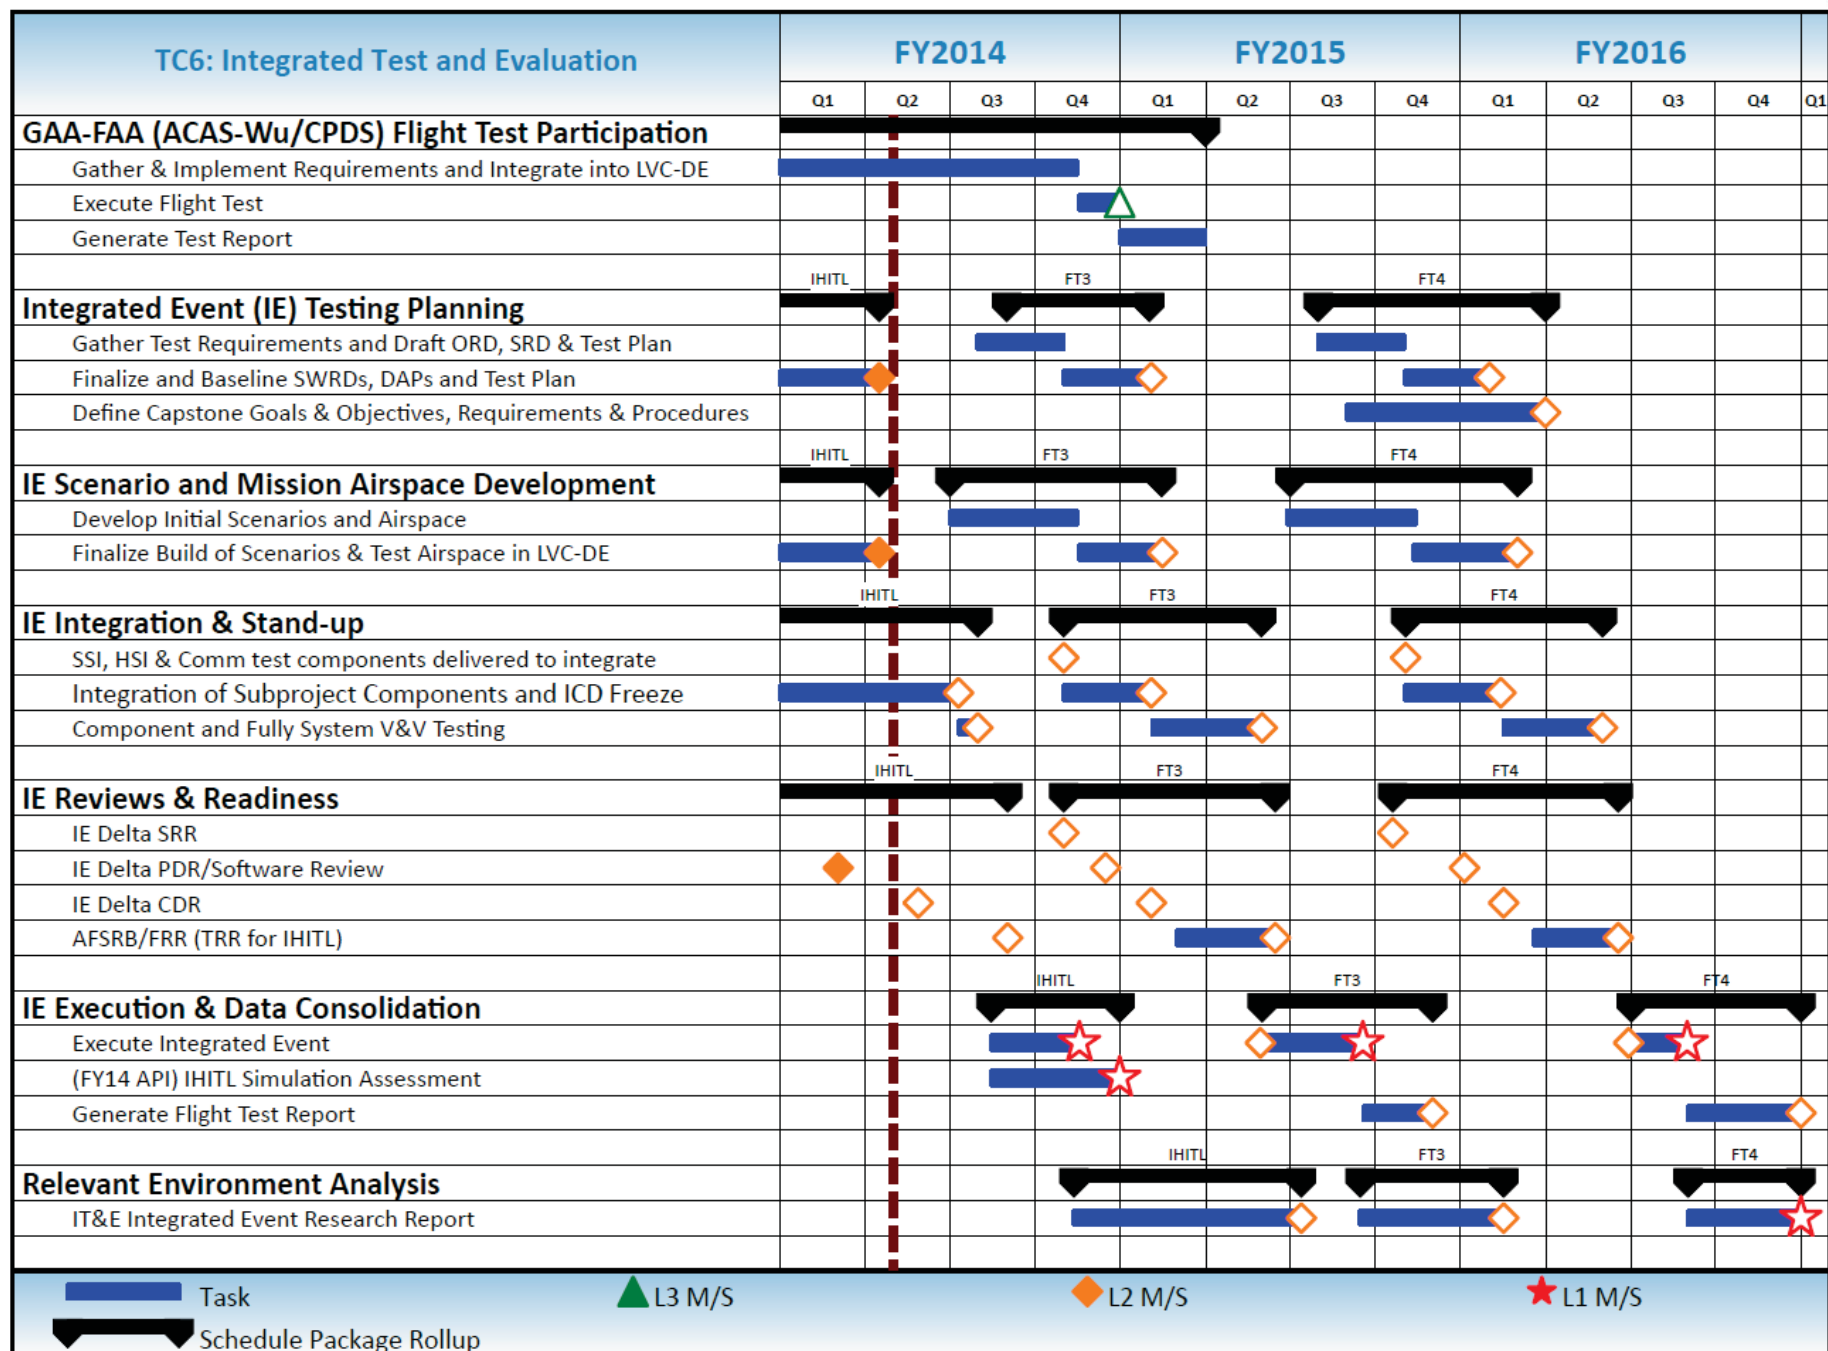 TC6: Integrated Test and Evaluation
FY2014 FY2015 FY2016
Q1 Q2 Q3 Q4 Q1 Q2 Q3 Q4 Q1 Q2 Q3 Q4 Q1
GAA-FAA (ACAS-Wu/CPDS) Flight Test Participation
Gather & Implement Requirements and Integrate into LVC-DE
Execute Flight Test
Generate Test Report
IHITL FT3 FT4
Integrated Event (IE) Testing Planning
Gather Test Requirements and Draft ORD, SRD & Test Plan
Finalize and Baseline SWRDs, DAPs and Test Plan
Define Capstone Goals & Objectives, Requirements & Procedures
IHITL FT3 FT4
IE Scenario and Mission Airspace Development
Develop Initial Scenarios and Airspace
Finalize Build of Scenarios & Test Airspace in LVC-DE
IHITL FT3 FT4
IE Integration & Stand-up
SSI, HSI & Comm test components delivered to integrate
Integration of Subproject Components and ICD Freeze
Component and Fully System V&V Testing
IHITL FT3 FT4
IE Reviews & Readiness
IE Delta SRR
IE Delta PDR/Software Review
IE Delta CDR
AFSRB/FRR (TRR for IHITL)
IHITL FT3 FT4
IE Execution & Data Consolidation
Execute Integrated Event
(FY14 API) IHITL Simulation Assessment
Generate Flight Test Report
IHITL FT3 FT4
Relevant Environment Analysis
IT&E Integrated Event Research Report
Task L3 M/S L2 M/S L1 M/S
Schedule Package Rollup